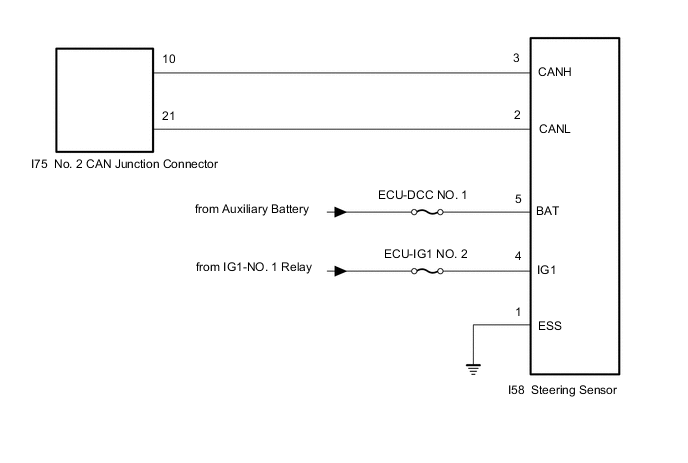 10
3
CANH
21
2
CANL
I75 No. 2 CAN Junction Connector
ECU-DCC NO. 1
5
from Auxiliary Battery
BAT
ECU-IG1 NO. 2
4
from IG1-NO. 1 Relay
IG1
1
ESS
I58 Steering Sensor